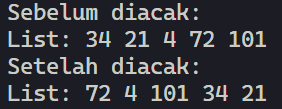 Sebelum diacak:
List: 34 21 4 72 101
Setelah diacak:
List: 72 4 101 34 21